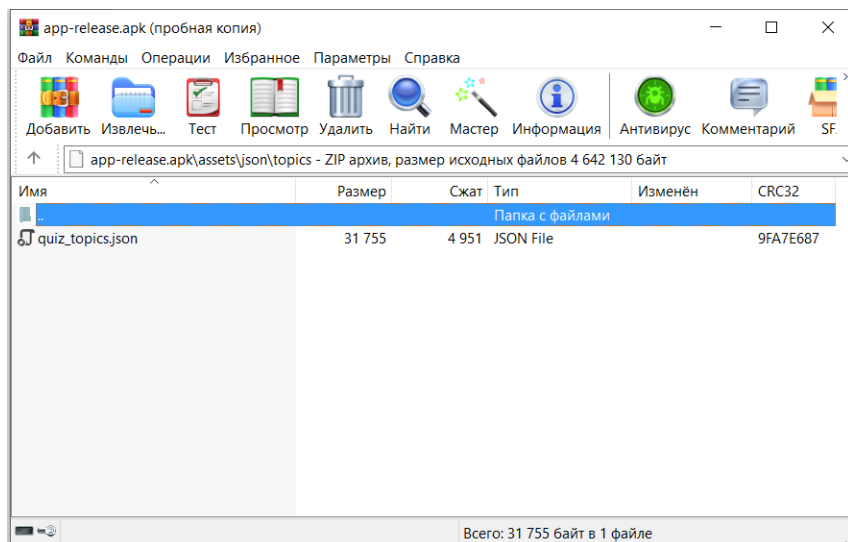 app-release.apk (пробная копия)
Файл Команды Операции Избранное Параметры Справка
Добавить Извлечь... Тест Просмотр Удалить Найти Мастер Информация Антивирус Комментарий SF
app-release.apk\assets\json\topics - ZIP архив, размер исходных файлов 4 642 130 байт
Имя Размер Сжат Тип Изменён CRC32
.. Папка с файлами
quiz_topics.json 31 755 4 951 JSON File 9FA7E687
Всего: 31 755 байт в 1 файле